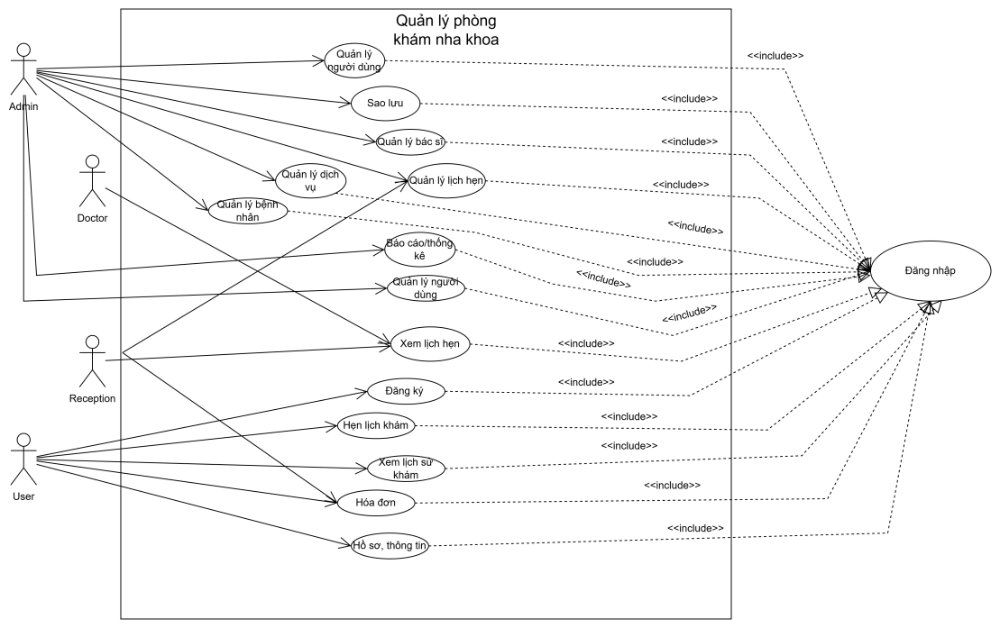 Quản lý phòng
khám nha khoa
Quản lý
người dùng
<<include>>
Admin
Sao lưu
<<include>>
Quản lý bác sĩ
<<include>>
Quản lý dịch
vụ
Quản lý lịch hẹn
<<include>>
Doctor
Quản lý bệnh
nhân
<<include>>
Báo cáo/thống
kê
<<include>>
<<include>>
Đăng nhập
Quản lý người
dùng
<<include>>
Xem lịch hẹn
<<include>>
Reception
Đăng ký
<<include>>
Hẹn lịch khám
<<include>>
Xem lịch sử
khám
<<include>>
User
Hóa đơn
<<include>>
Hồ sơ, thông tin
<<include>>